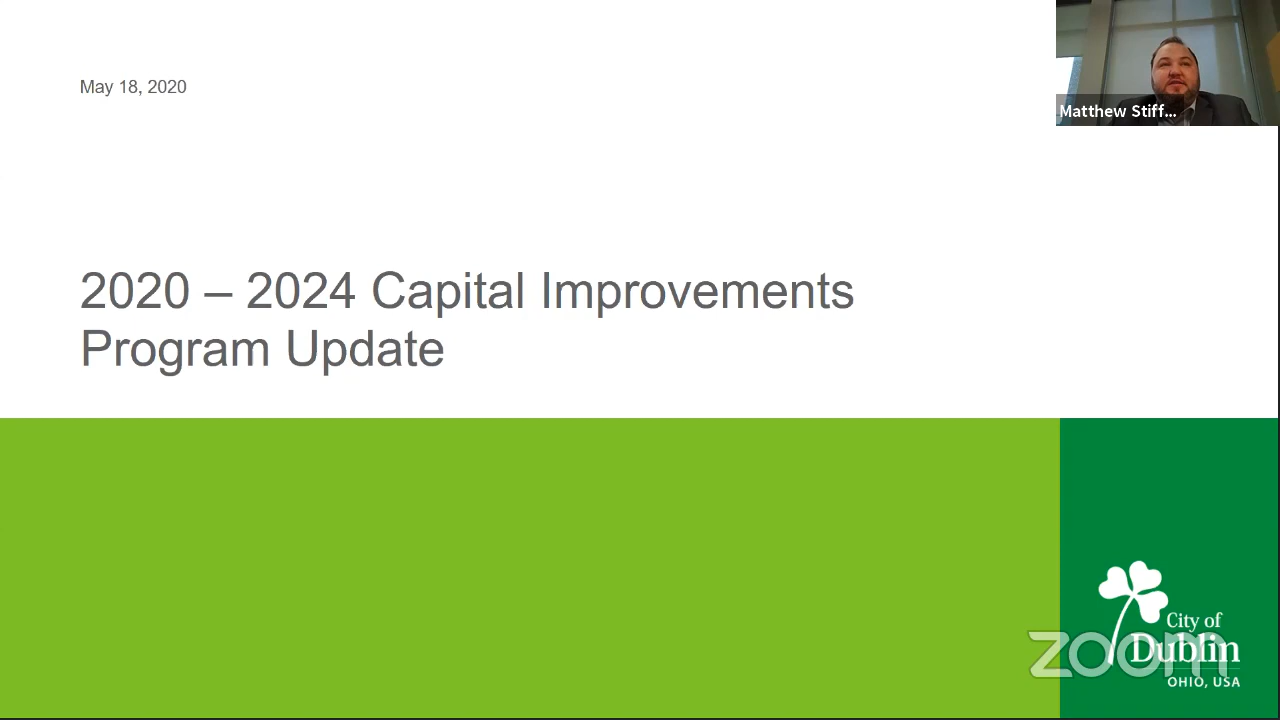 May 18, 2020
Matthew Stiff...
2020 – 2024 Capital Improvements
Program Update
City of
Dublin
OHIO, USA
zoom